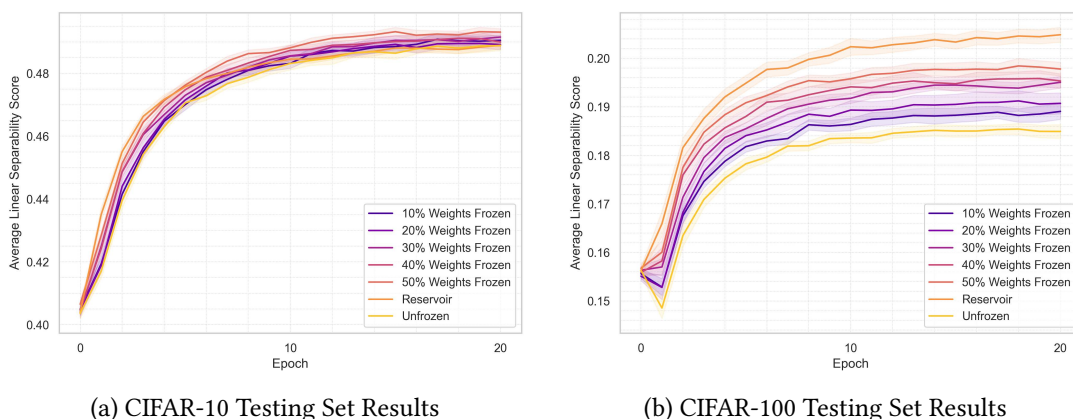 0.48
0.46
0.44
0.42
0.40
Average Linear Separability Score
10% Weights Frozen
20% Weights Frozen
30% Weights Frozen
40% Weights Frozen
50% Weights Frozen
Reservoir
Unfrozen
0
10
20
Epoch
(a) CIFAR-10 Testing Set Results
0.20
0.19
0.18
0.17
0.16
0.15
Average Linear Separability Score
10% Weights Frozen
20% Weights Frozen
30% Weights Frozen
40% Weights Frozen
50% Weights Frozen
Reservoir
Unfrozen
0
10
20
Epoch
(b) CIFAR-100 Testing Set Results